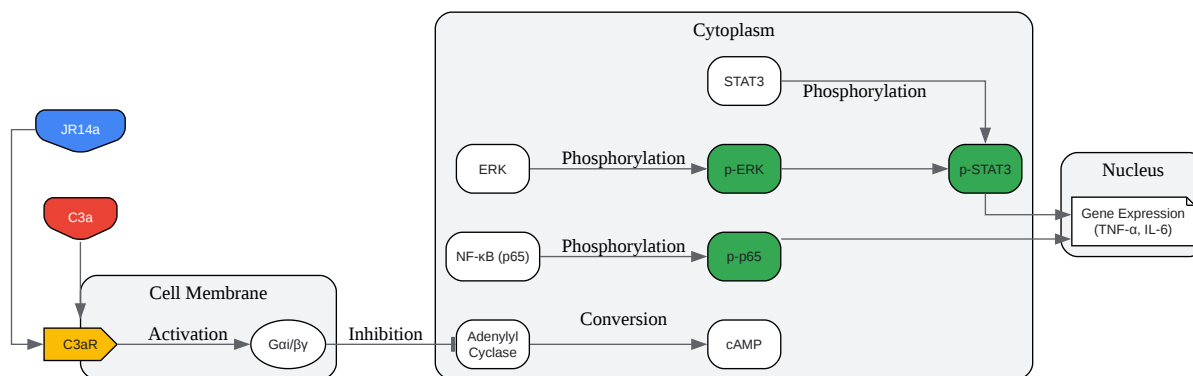 Cytoplasm
STAT3
Phosphorylation
JR14a
ERK
Phosphorylation
p-ERK
p-STAT3
Nucleus
Gene Expression
(TNF-α, IL-6)
C3a
NF-κB (p65)
Phosphorylation
p-p65
Cell Membrane
C3aR
Activation
Gαi/βγ
Inhibition
Adenylyl
Cyclase
Conversion
cAMP